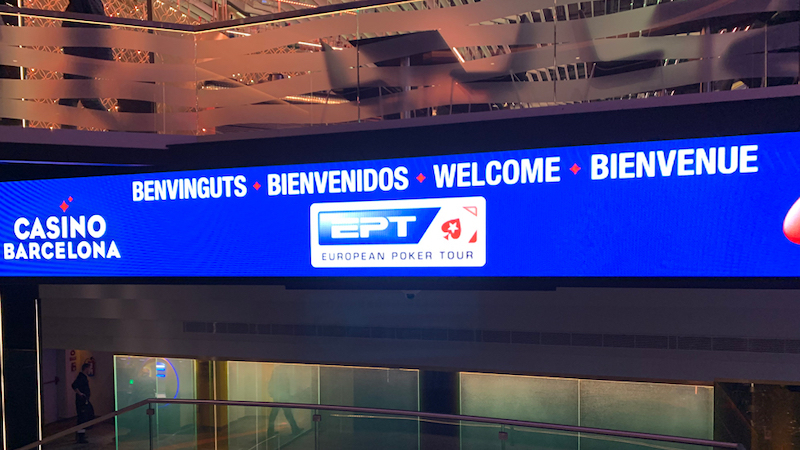 BENVINGUTS ♦ BIENVENIDOS ♦ WELCOME ♦ BIENVENUE
CASINO
BARCELONA
EPT
EUROPEAN POKER TOUR